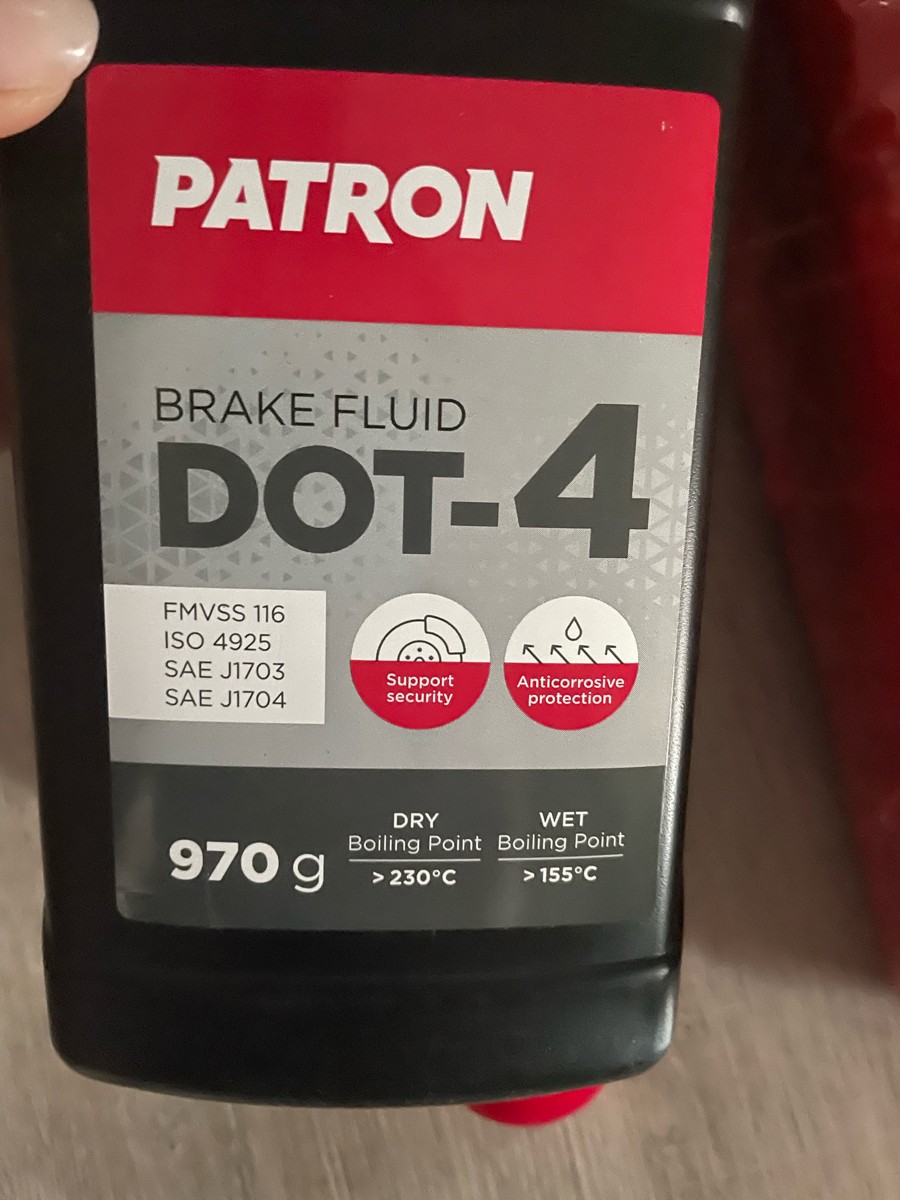 PATRON
BRAKE FLUID
DOT-4
FMVSS 116
ISO 4925
SAE J1703
SAE J1704
Support
security
Anticorrosive
protection
970 g
DRY
Boiling Point
>230°C
WET
Boiling Point
>155°C